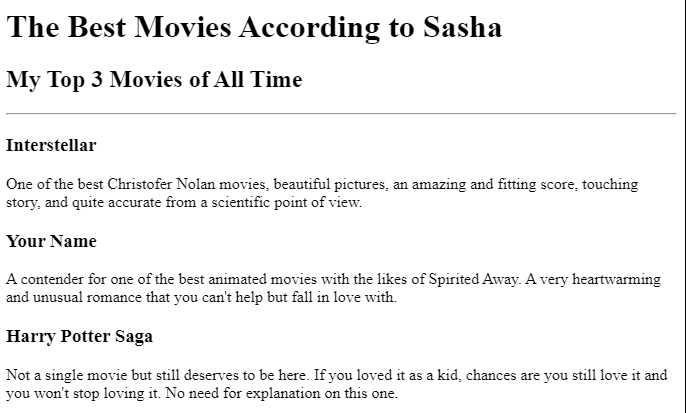 The Best Movies According to Sasha
My Top 3 Movies of All Time
Interstellar
One of the best Christofer Nolan movies, beautiful pictures, an amazing and fitting score, touching
story, and quite accurate from a scientific point of view.
Your Name
A contender for one of the best animated movies with the likes of Spirited Away. A very heartwarming
and unusual romance that you can't help but fall in love with.
Harry Potter Saga
Not a single movie but still deserves to be here. If you loved it as a kid, chances are you still love it and
you won't stop loving it. No need for explanation on this one.